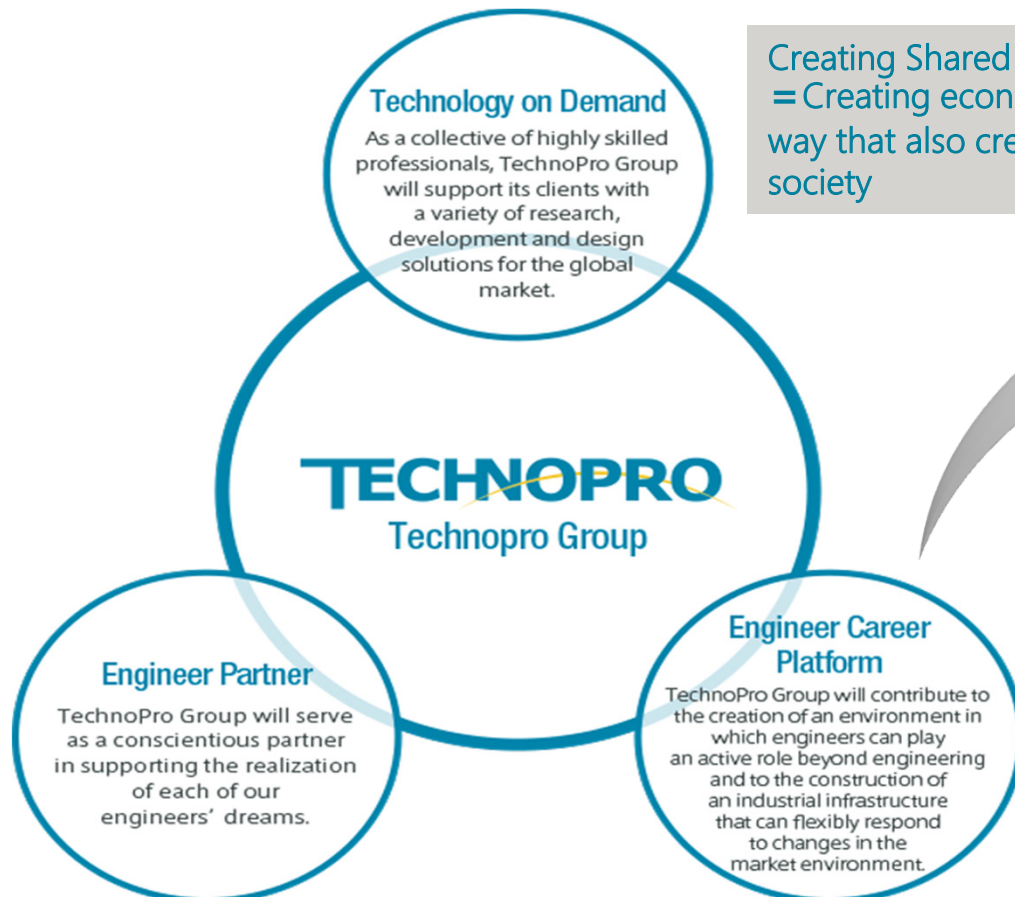 Technology on Demand
As a collective of highly skilled
professionals, TechnoPro Group
will support its clients with
a variety of research,
development and design
solutions for the global
market.
Creating Shared
=Creating econ
way that also cre
society
TECHNOPRO
Technopro Group
Engineer Partner
TechnoPro Group will serve
as a conscientious partner
in supporting the realization
of each of our
engineers’ dreams.
Engineer Career
Platform
TechnoPro Group will contribute to
the creation of an environment in
which engineers can play
an active role beyond engineering
and to the construction of
an industrial infrastructure
that can flexibly respond
to changes in the
market environment.